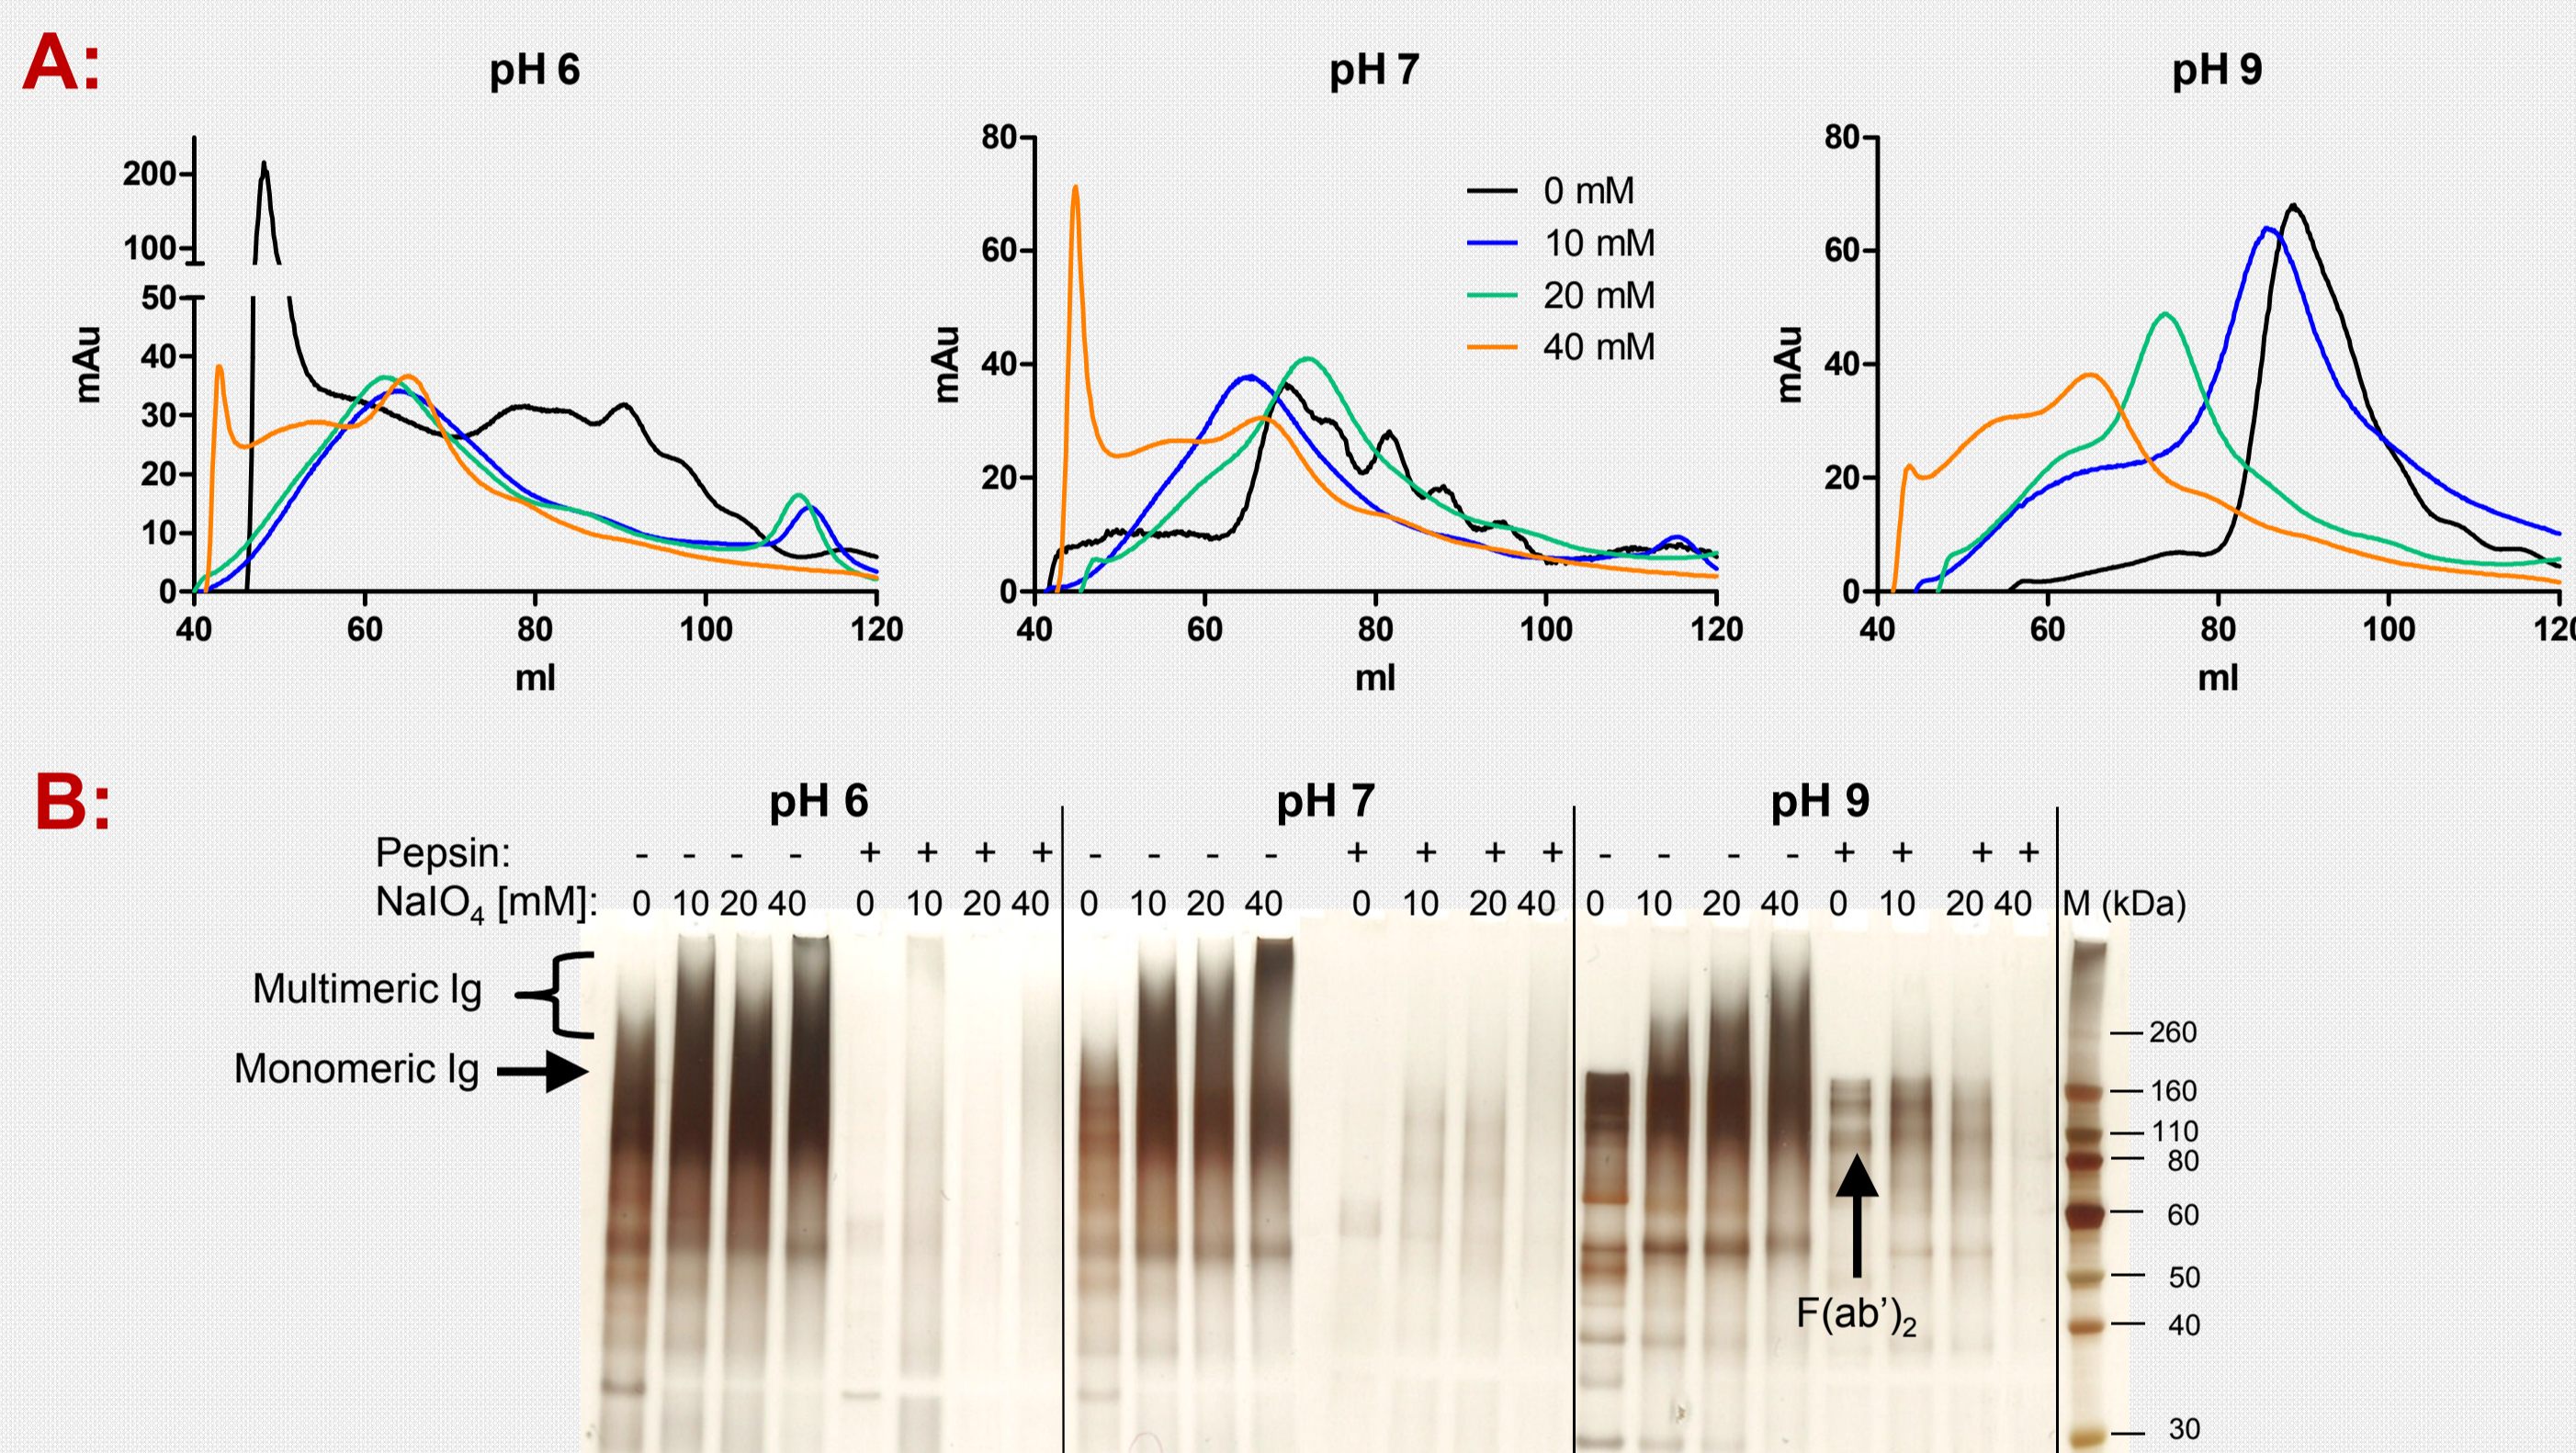 A:
pH 6
pH 7
pH 9
200
100
50
40
30
20
10
0
mAu
40 60 80 100 120
ml
80
60
40
20
0
mAu
40 60 80 100 120
ml
0 mM
10 mM
20 mM
40 mM
80
60
40
20
0
mAu
40 60 80 100 120
ml
B:
pH 6 pH 7 pH 9
Pepsin: - - - - + + + + - - - - + + + + - - - - + + + +
NaIO4 [mM]: 0 10 20 40 0 10 20 40 0 10 20 40 0 10 20 40 0 10 20 40 0 10 20 40 M (kDa)
Multimeric Ig
Monomeric Ig
F(ab’)2
260
160
110
80
60
50
40
30